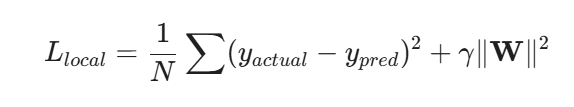 L_{local} = \frac{1}{N} \sum (y_{actual} - y_{pred})^2 + \gamma \|\mathbf{W}\|^2